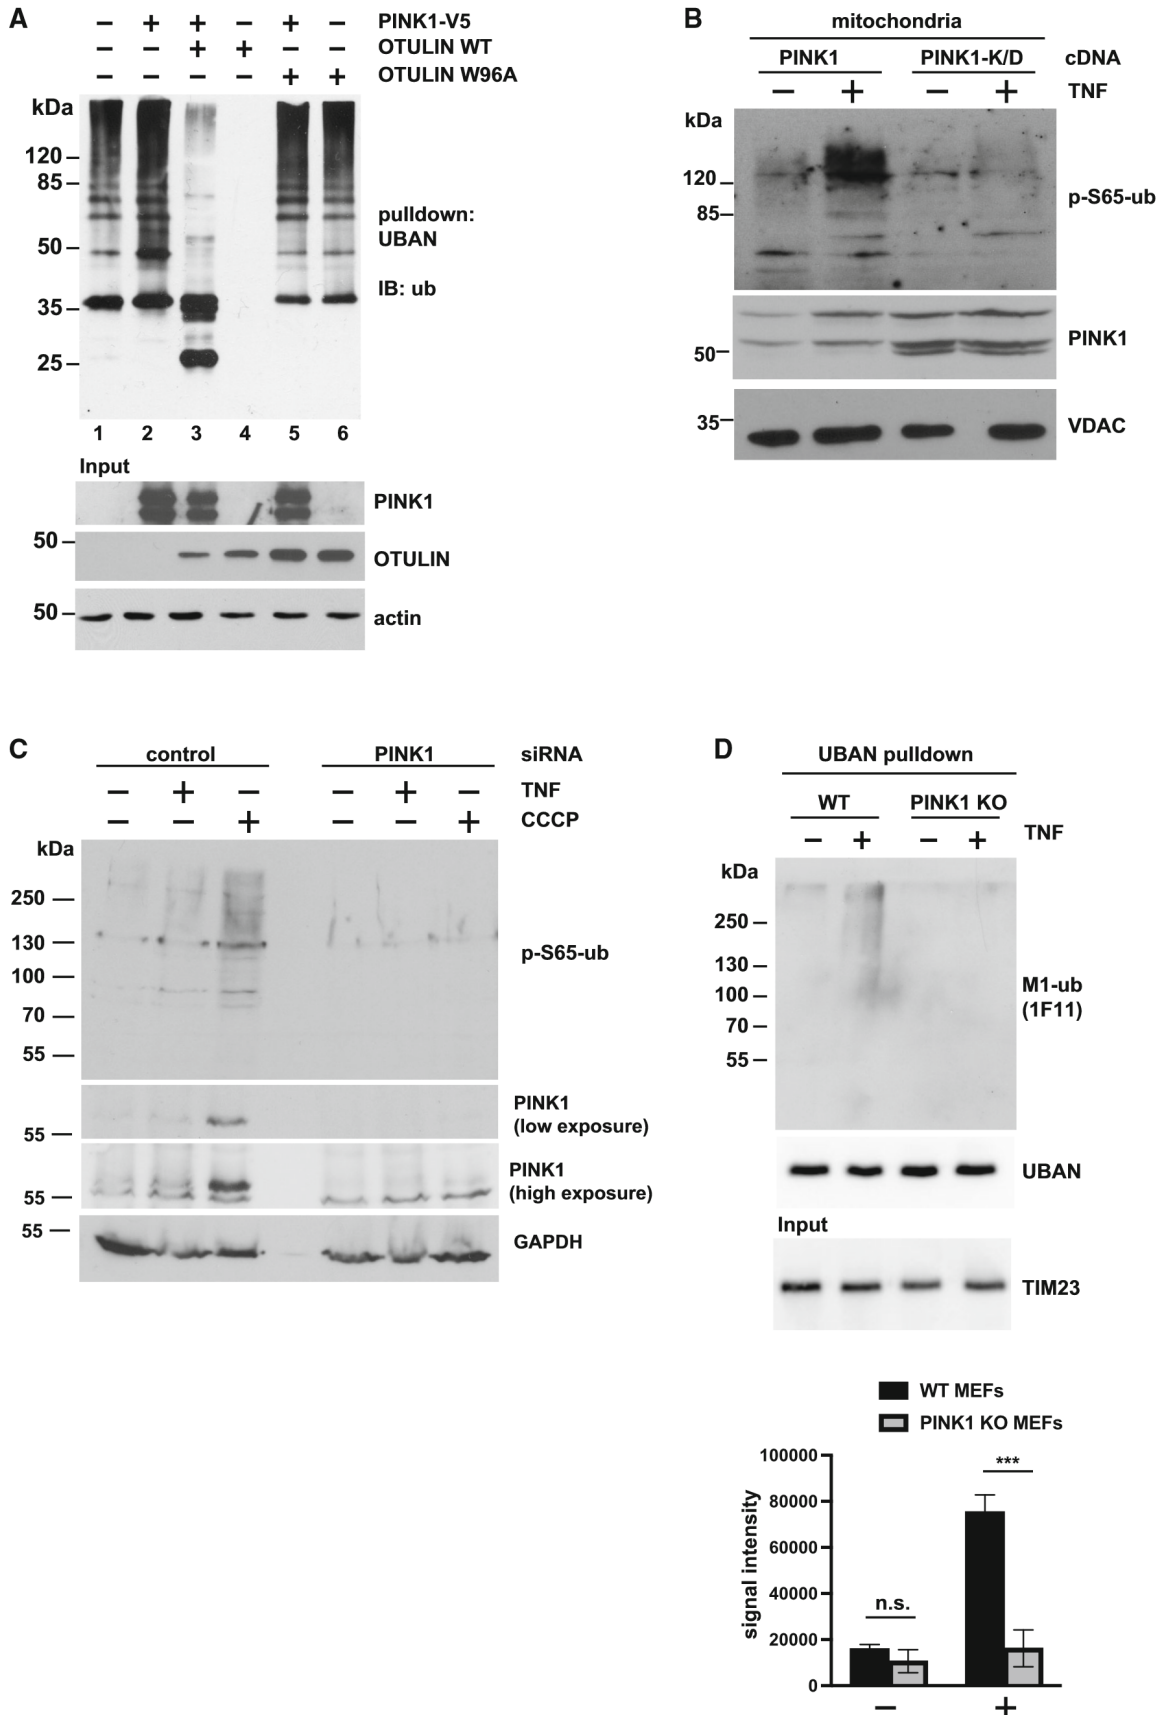 A
− + + − + − PINK1-V5
− − + + − − OTULIN WT
− − − − + + OTULIN W96A
kDa
120
85
50
35
25
pulldown:
UBAN
IB: ub
1 2 3 4 5 6
Input
PINK1
50
OTULIN
50
actin
B
mitochondria
PINK1 PINK1-K/D cDNA
− + − + TNF
kDa
120
85
p-S65-ub
50
PINK1
35
VDAC
C
control PINK1 siRNA
− + − − + − TNF
− − + − − + CCCP
kDa
250
130
100
70
55
p-S65-ub
PINK1
(low exposure)
55
PINK1
(high exposure)
55
55
GAPDH
D
UBAN pulldown
WT PINK1 KO
− + − + TNF
kDa
250
130
100
70
55
M1-ub
(1F11)
UBAN
Input
TIM23
WT MEFs
PINK1 KO MEFs
signal intensity
100000
80000
60000
40000
20000
0
n.s.
***
− +